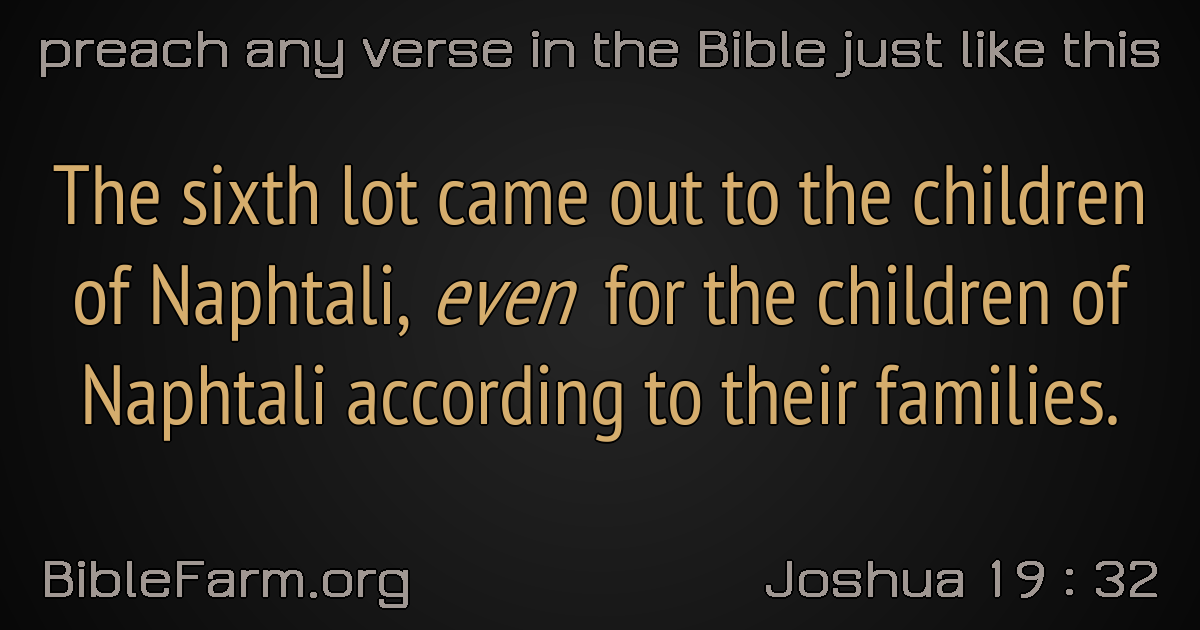 preach any verse in the Bible just like this
The sixth lot came out to the children
of Naphtali, even for the children of
Naphtali according to their families.
BibleFarm.org
Joshua 19 : 32